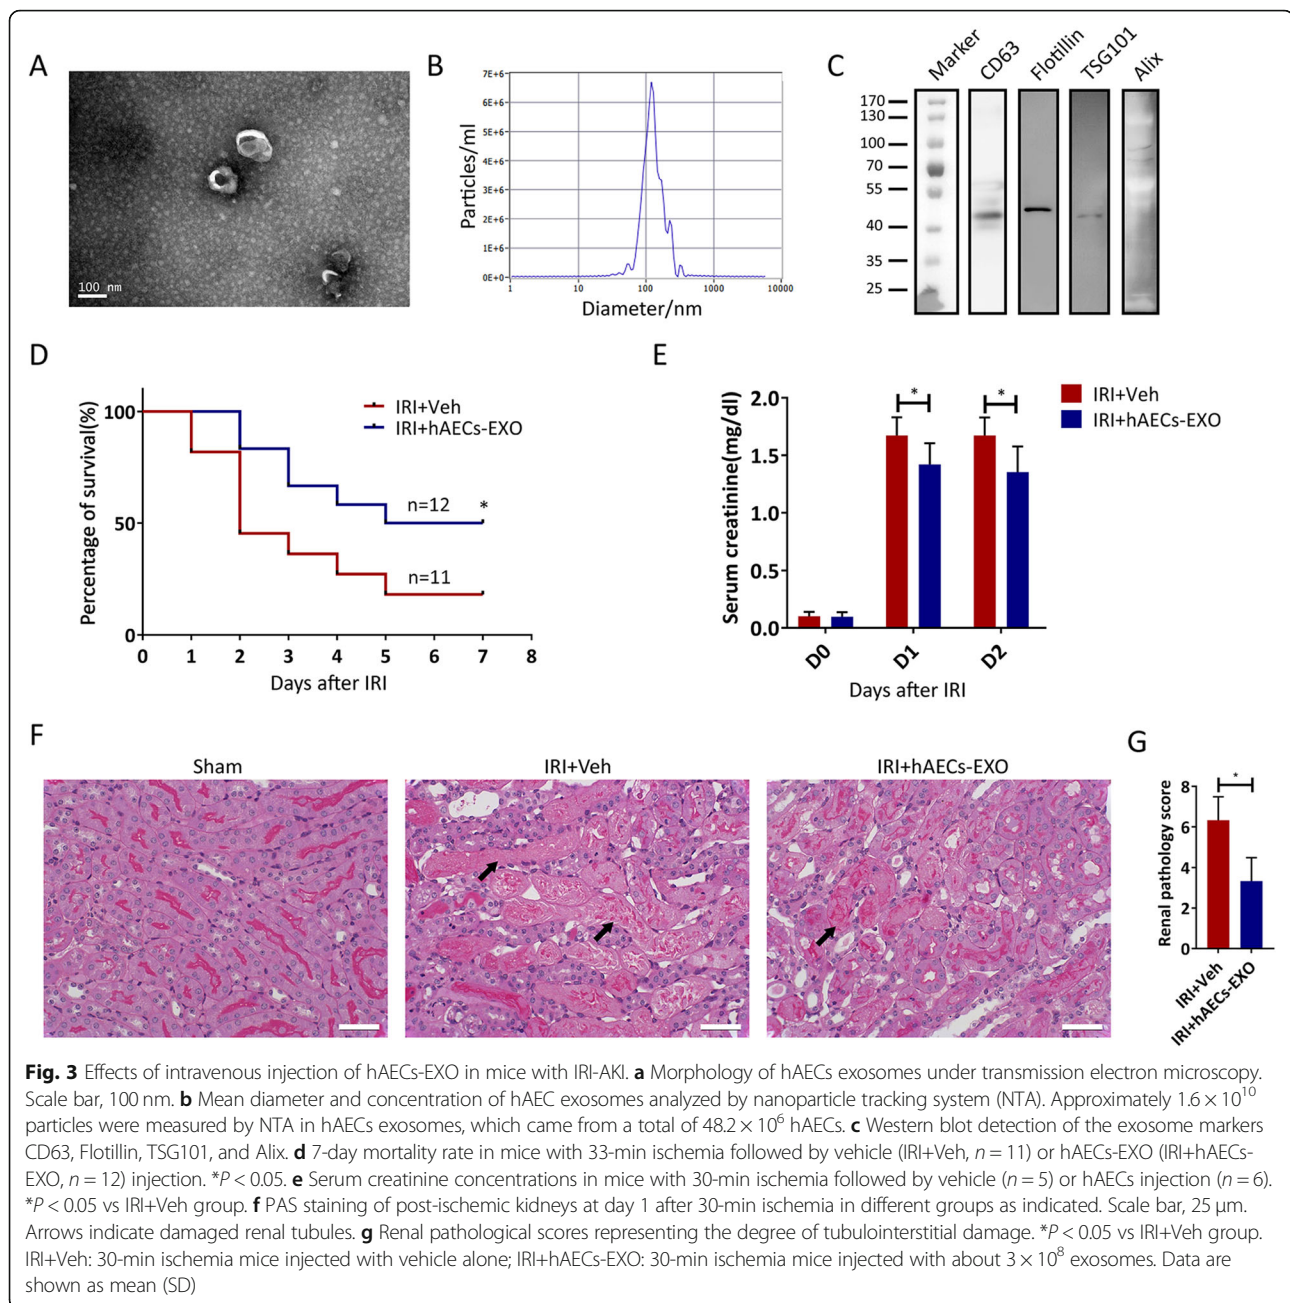 A
100 nm
B
Particles/ml
7E+6
6E+6
5E+6
4E+6
3E+6
2E+6
1E+6
0E+0
1
10
100
1000
10000
Diameter/nm
C
Marker
CD63
Flotillin
TSG101
Alix
170
130
100
70
55
40
35
25
D
Percentage of survival(%)
100
50
0
IRI+Veh
IRI+hAECs-EXO
n=12
*
n=11
0 1 2 3 4 5 6 7 8
Days after IRI
E
Serum creatinine(mg/dl)
2.0
1.5
1.0
0.5
0.0
*
*
IRI+Veh
IRI+hAECs-EXO
D0
D1
D2
Days after IRI
F
Sham
IRI+Veh
IRI+hAECs-EXO
G
Renal pathology score
8
6
4
2
0
*
IRI+Veh
IRI+hAECs-EXO
Fig. 3 Effects of intravenous injection of hAECs-EXO in mice with IRI-AKI. a Morphology of hAECs exosomes under transmission electron microscopy.
Scale bar, 100 nm. b Mean diameter and concentration of hAEC exosomes analyzed by nanoparticle tracking system (NTA). Approximately 1.6 × 10¹⁰
particles were measured by NTA in hAECs exosomes, which came from a total of 48.2 × 10⁶ hAECs. c Western blot detection of the exosome markers
CD63, Flotillin, TSG101, and Alix. d 7-day mortality rate in mice with 33-min ischemia followed by vehicle (IRI+Veh, n = 11) or hAECs-EXO (IRI+hAECs-
EXO, n = 12) injection. *P < 0.05. e Serum creatinine concentrations in mice with 30-min ischemia followed by vehicle (n = 5) or hAECs injection (n = 6).
*P < 0.05 vs IRI+Veh group. f PAS staining of post-ischemic kidneys at day 1 after 30-min ischemia in different groups as indicated. Scale bar, 25 μm.
Arrows indicate damaged renal tubules. g Renal pathological scores representing the degree of tubulointerstitial damage. *P < 0.05 vs IRI+Veh group.
IRI+Veh: 30-min ischemia mice injected with vehicle alone; IRI+hAECs-EXO: 30-min ischemia mice injected with about 3 × 10⁸ exosomes. Data are
shown as mean (SD)